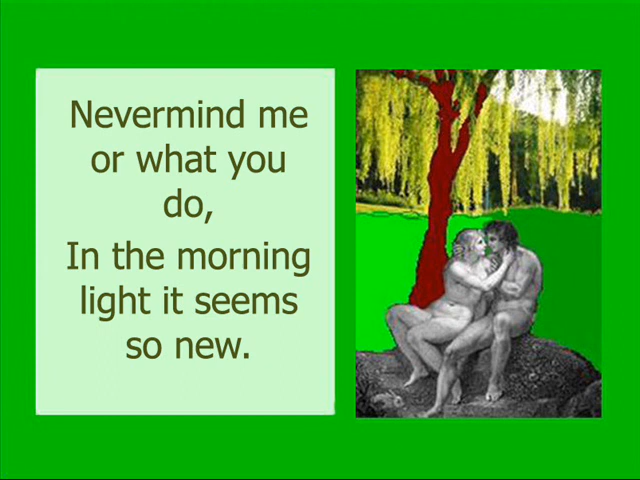 Nevermind me
or what you
do,
In the morning
light it seems
so new.